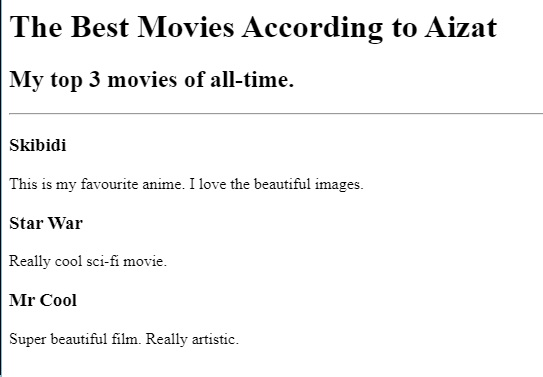 The Best Movies According to Aizat
My top 3 movies of all-time.
Skibidi
This is my favourite anime. I love the beautiful images.
Star War
Really cool sci-fi movie.
Mr Cool
Super beautiful film. Really artistic.